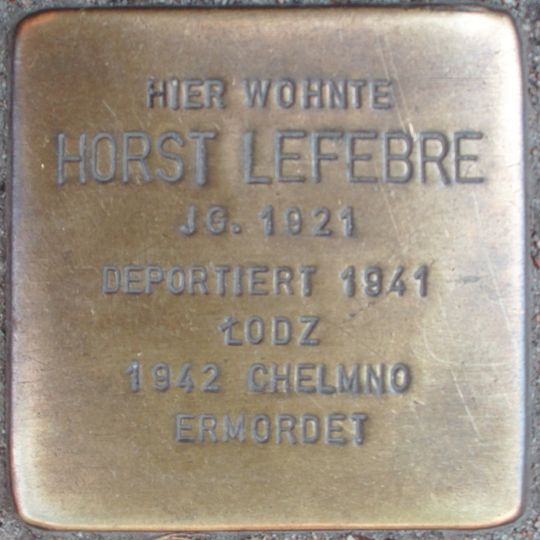 HIER WOHNTE
HORST LEFEBRE
JG. 1921
DEPORTIERT 1941
ŁODZ
1942 CHELMNO
ERMORDET